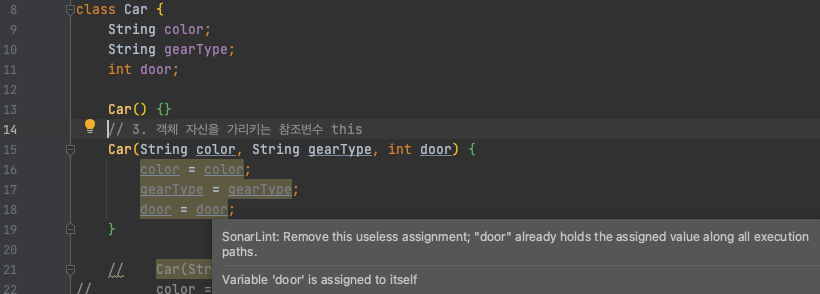 8 class Car {
9 String color;
10 String gearType;
11 int door;
12
13 Car() {}
14 // 3. 객체 자신을 가리키는 참조변수 this
15 Car(String color, String gearType, int door) {
16 color = color;
17 gearType = gearType;
18 door = door;
19 }
20
SonarLint: Remove this useless assignment; "door" already holds the assigned value along all execution
paths.
21 // Car(Str
Variable 'door' is assigned to itself
22 // color =